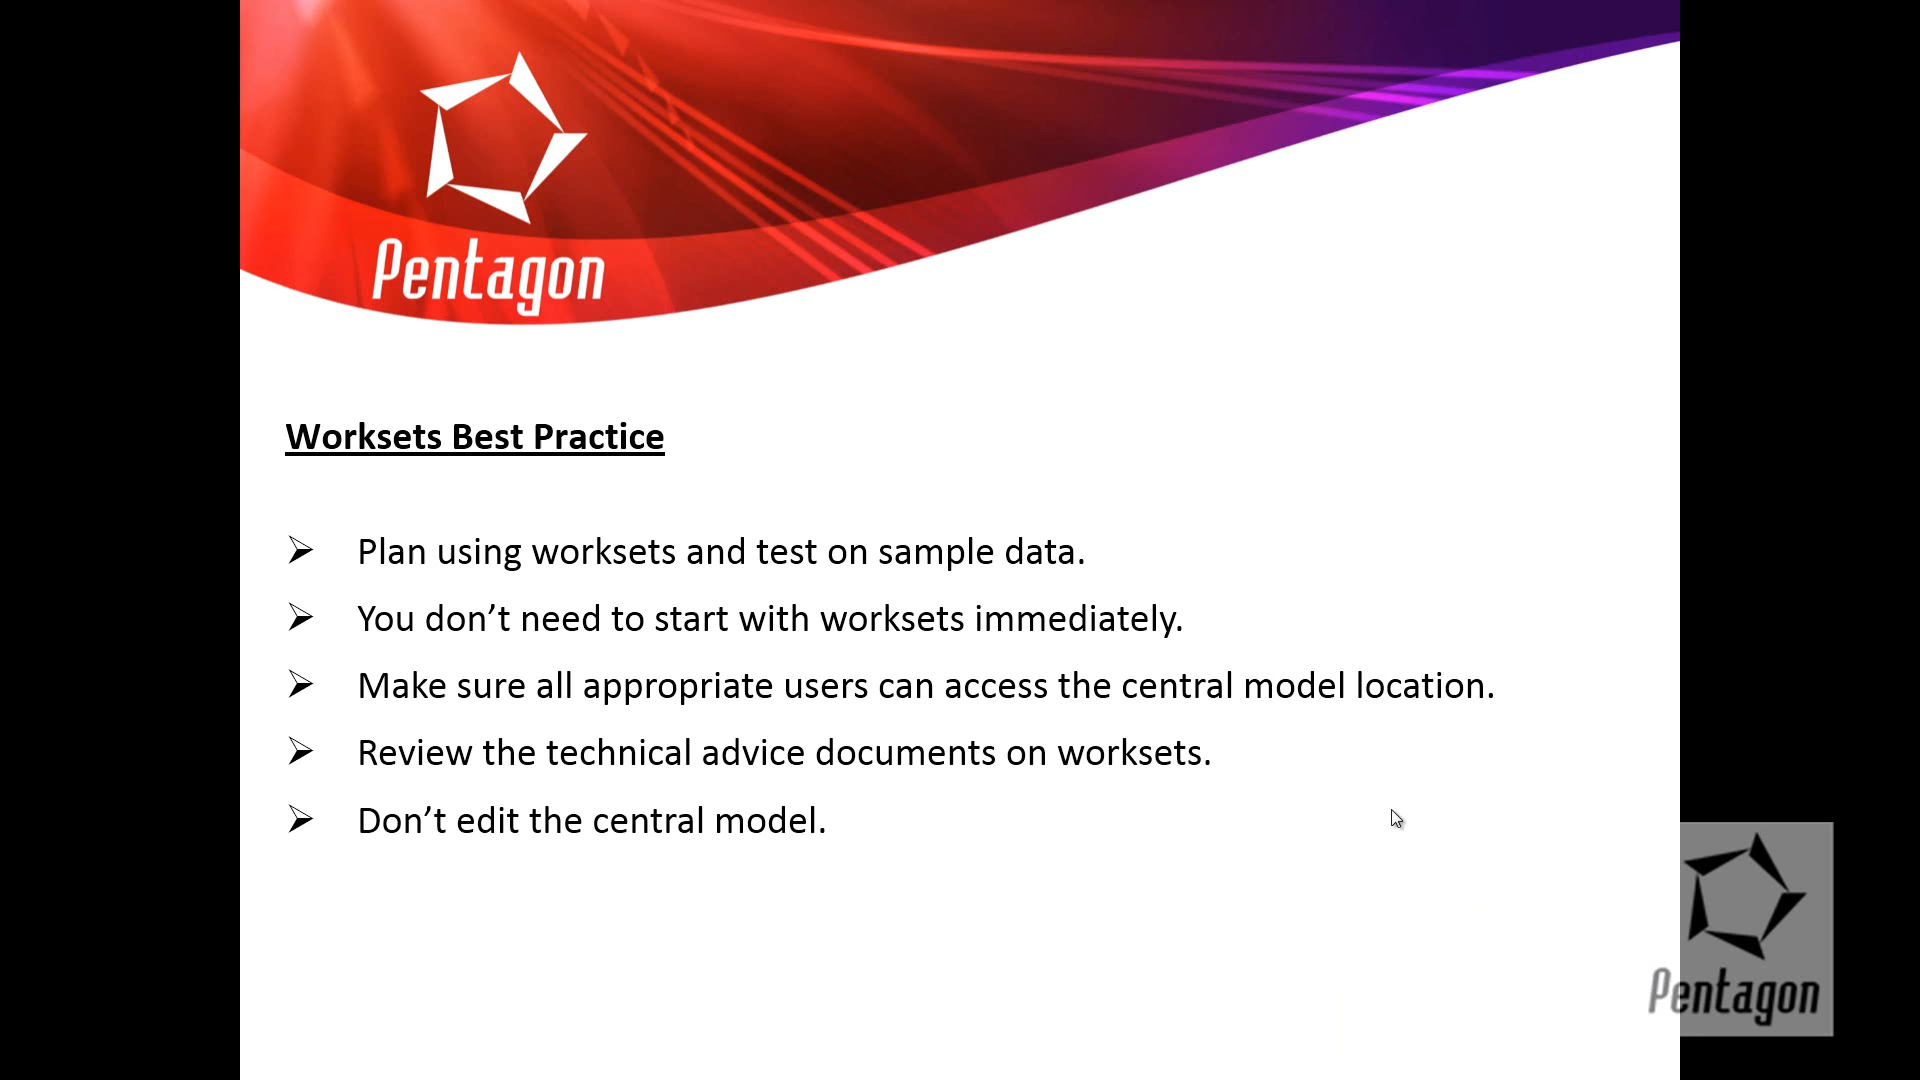 Pentagon
Worksets Best Practice
➢ Plan using worksets and test on sample data.
➢ You don’t need to start with worksets immediately.
➢ Make sure all appropriate users can access the central model location.
➢ Review the technical advice documents on worksets.
➢ Don’t edit the central model.
Pentagon